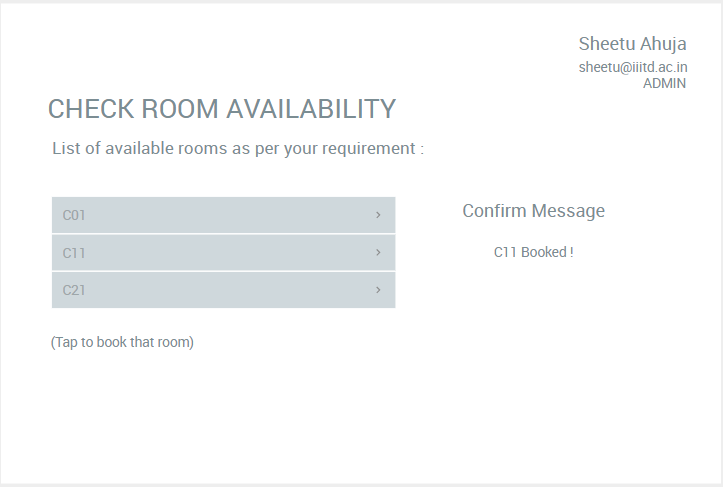 Sheetu Ahuja
sheetu@iiitd.ac.in
ADMIN
CHECK ROOM AVAILABILITY
List of available rooms as per your requirement :
C01
C11
C21
(Tap to book that room)
Confirm Message
C11 Booked !